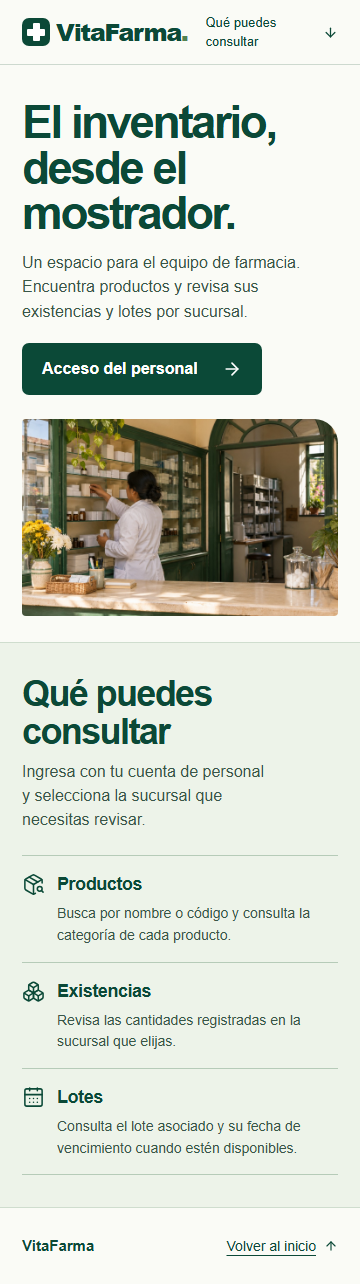 VitaFarma.
Qué puedes
consultar
El inventario,
desde el
mostrador.
Un espacio para el equipo de farmacia.
Encuentra productos y revisa sus
existencias y lotes por sucursal.
Acceso del personal
Qué puedes
consultar
Ingresa con tu cuenta de personal
y selecciona la sucursal que
necesitas revisar.
Productos
Busca por nombre o código y consulta la
categoría de cada producto.
Existencias
Revisa las cantidades registradas en la
sucursal que elijas.
Lotes
Consulta el lote asociado y su fecha de
vencimiento cuando estén disponibles.
VitaFarma
Volver al inicio